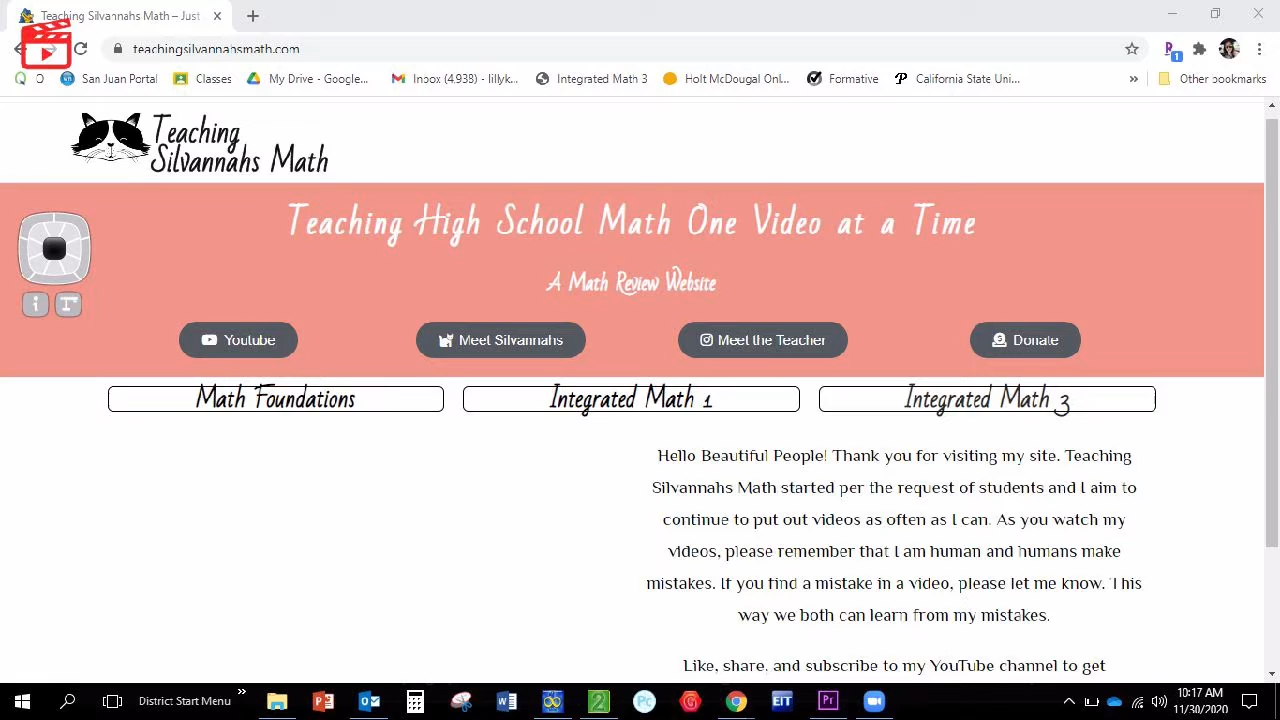 Teaching Silvannahs Math – Just
teachingsilvannahsmath.com
San Juan Portal
Classes
My Drive - Google...
Inbox (4,938) - lillyk...
Integrated Math 3
Holt McDougal Onl...
Formative
California State Uni...
»
Other bookmarks
Teaching
Silvannahs Math
Teaching High School Math One Video at a Time
A Math Review Website
Youtube
Meet Silvannahs
Meet the Teacher
Donate
Math Foundations
Integrated Math 1
Integrated Math 3
Hello Beautiful People! Thank you for visiting my site. Teaching
Silvannahs Math started per the request of students and I aim to
continue to put out videos as often as I can. As you watch my
videos, please remember that I am human and humans make
mistakes. If you find a mistake in a video, please let me know. This
way we both can learn from my mistakes.
Like, share, and subscribe to my YouTube channel to get
District Start Menu
»
EIT
Pr
10:17 AM
11/30/2020